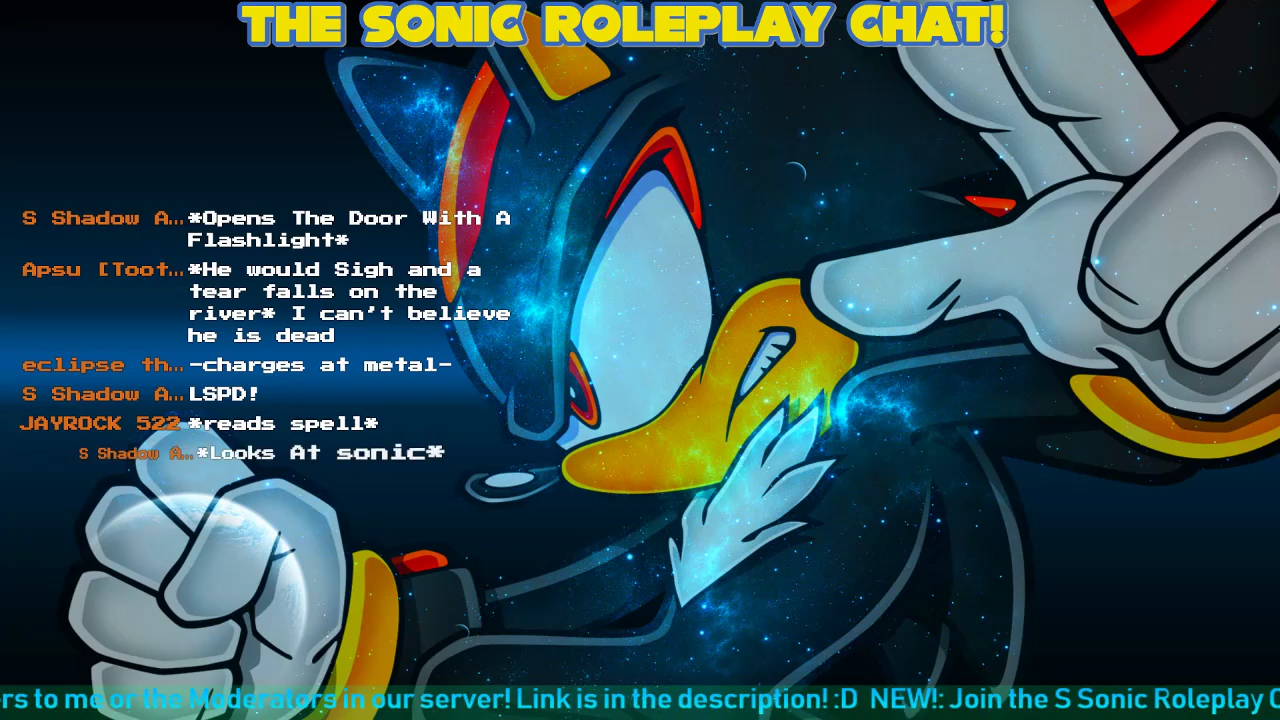 THE SONIC ROLEPLAY CHAT!
S Shadow A... *Opens The Door With A
Flashlight*
Apsu [Toot... *He would Sigh and a
tear falls on the
river* I can't believe
he is dead
eclipse th... -charges at metal-
S Shadow A... LSPD!
JAYROCK 522 *reads spell*
S Shadow A... *Looks At sonic*
rs to me or the Moderators in our server! Link is in the description! :D NEW!: Join the S Sonic Roleplay